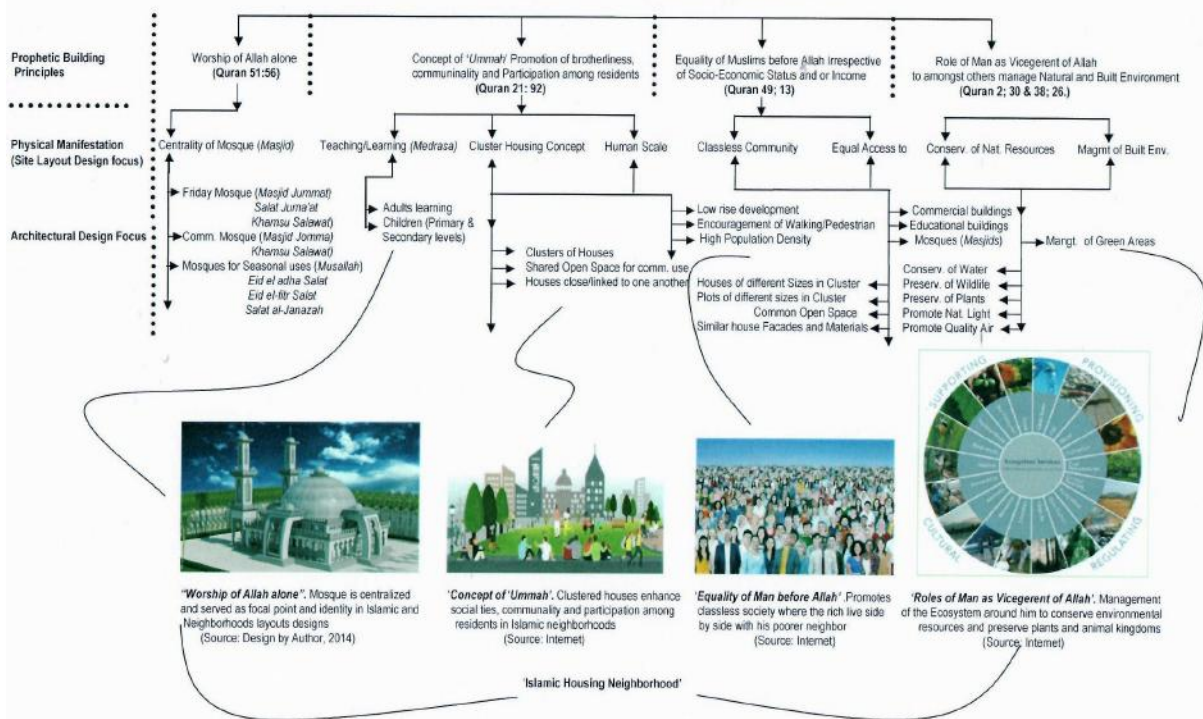 Prophetic Building
Principles
Worship of Allah alone
(Quran 51:56)
Concept of 'Ummah' Promotion of brotherliness,
communinality and Participation among
residents
(Quran 21: 92)
Equality of Muslims before Allah Irrespective
of Socio-Economic Status and or Income
(Quran 49; 13)
Role of Man as Vicegerent of Allah
to amongst others manage Natural and Built Environment
(Quran 2; 30 & 38; 26.)
Physical Manifestation
(Site Layout Design focus)
Centrality of Mosque (Masjid)
Teaching/Learning (Medrasa)
Cluster Housing Concept
Human Scale
Classless Community
Equal Access to
Conserv. of Nat. Resources
Magmt of Built Env.
Architectural Design Focus
Friday Mosque (Masjid Jummat)
Salat Juma'at
Khamsu Salawat)
Comm. Mosque (Masjid Jomma)
Khamsu Salawat)
Mosques for Seasonal uses (Musallah)
Eid el adha Salat
Eid el-fitr Salat
Salat al-Janazah
Adults learning
Children (Primary &
Secondary levels)
Clusters of Houses
Shared Open Space for comm. use
Houses close/linked to one another
Low rise development
Encouragement of Walking/Pedestrian
High Population Density
Houses of different Sizes in Cluster
Plots of different sizes in Cluster
Common Open Space
Similar house Facades and Materials
Commercial buildings
Educational buildings
Mosques (Masjids)
Mangt. of Green Areas
Conserv. of Water
Preserv. of Wildlife
Preserv. of Plants
Promote Nat. Light
Promote Quality Air
SUPPORTING
PROVISIONING
CULTURAL
REGULATING
"Worship of Allah alone". Mosque is centralized
and served as focal point and identity in Islamic and
Neighborhoods layouts designs
(Source: Design by Author, 2014)
'Concept of 'Ummah'. Clustered houses enhance
social ties, communality and participation among
residents in Islamic neighborhoods
(Source: Internet)
'Equality of Man before Allah' .Promotes
classless society where the rich live side
by side with his poorer neighbor
(Source: Internet)
'Roles of Man as Vicegerent of Allah'. Management
of the Ecosystem around him to conserve environmental
resources and preserve plants and animal kingdoms
(Source: Internet)
'Islamic Housing Neighborhood'